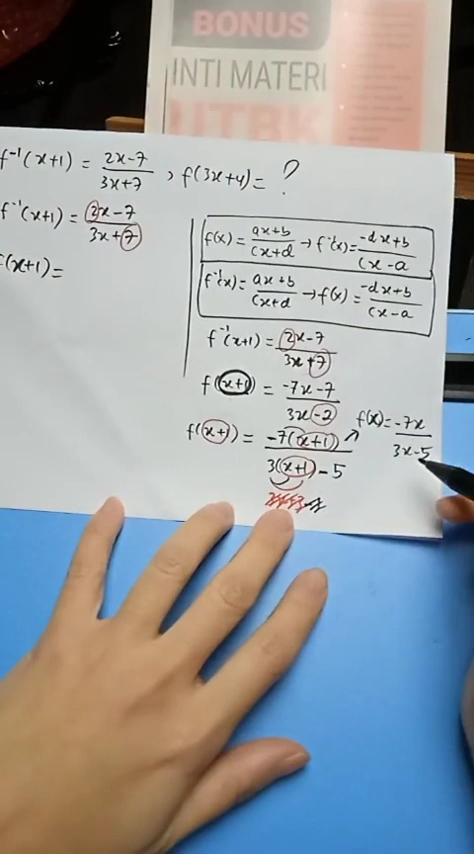 BONUS
INTI MATERI
UTBK
f⁻¹(x+1) = 2x-7 / 3x+7 , f(3x+4) = ?
f⁻¹(x+1) = 2x-7 / 3x+7
(x+1) =
f(x) = ax+b / cx+d → f⁻¹(x) = -dx+b / cx-a
f⁻¹(x) = ax+b / cx+d → f(x) = -dx+b / cx-a
f⁻¹(x+1) = 2x-7 / 3x+7
f(x+1) = -7x-7 / 3x-2
f(x+1) = -7(x+1) / 3(x+1)-5 ↗ f(x) = -7x / 3x-5